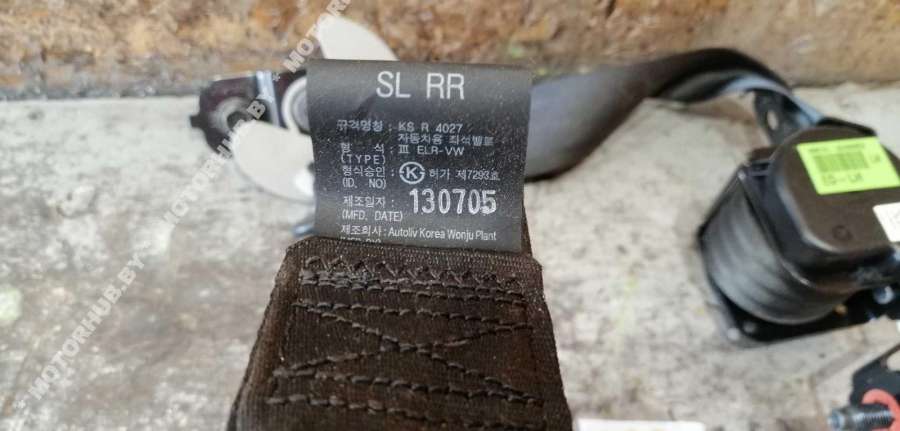 SL RR
규격명칭 : KS R 4027
자동차용 좌석벨트
형 식 : Ⅲ ELR-VW
(TYPE)
형식승인 : K 허가 제7293호
(ID. NO)
제조일자 : 130705
(MFD. DATE)
제조회사 : Autoliv Korea Wonju Plant
MOTORHUB.BY * MOTORHUB.BY